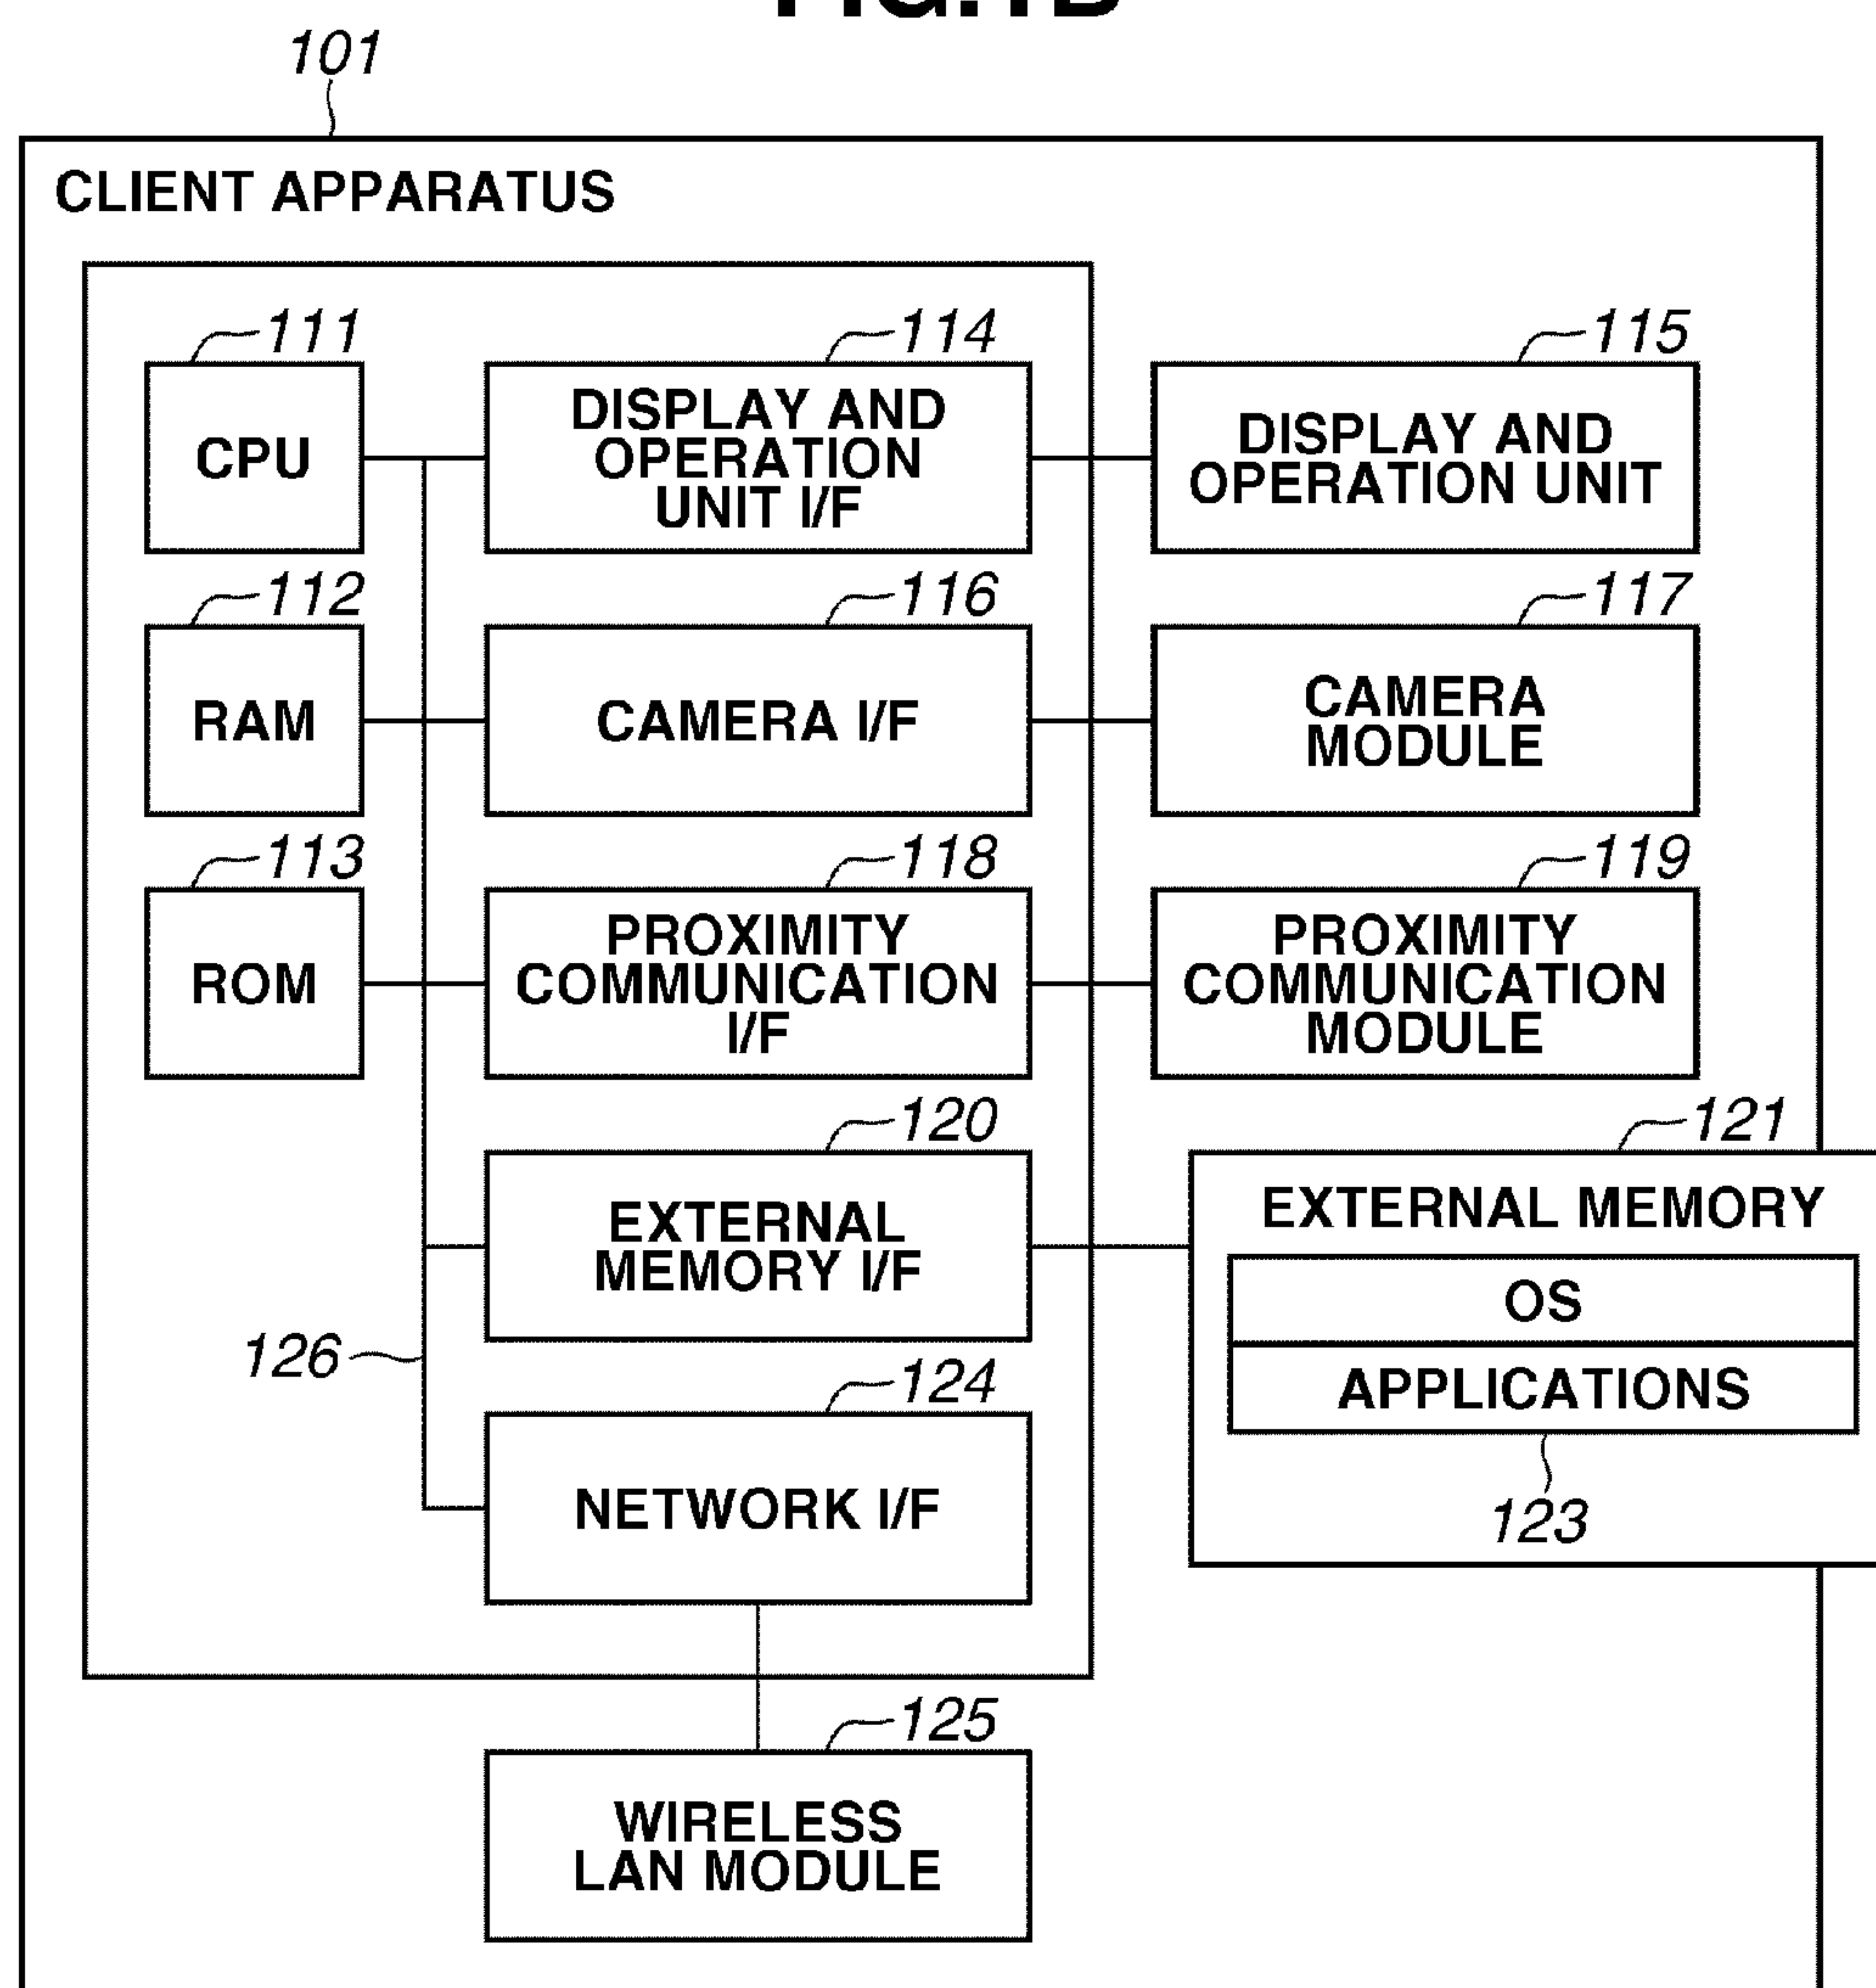 FIG.1B
101
CLIENT APPARATUS
111
114
115
CPU
DISPLAY AND
OPERATION
UNIT I/F
DISPLAY AND
OPERATION UNIT
112
116
117
RAM
CAMERA I/F
CAMERA
MODULE
113
118
119
ROM
PROXIMITY
COMMUNICATION
I/F
PROXIMITY
COMMUNICATION
MODULE
120
121
EXTERNAL
MEMORY I/F
EXTERNAL MEMORY
OS
APPLICATIONS
126
123
124
NETWORK I/F
125
WIRELESS
LAN MODULE